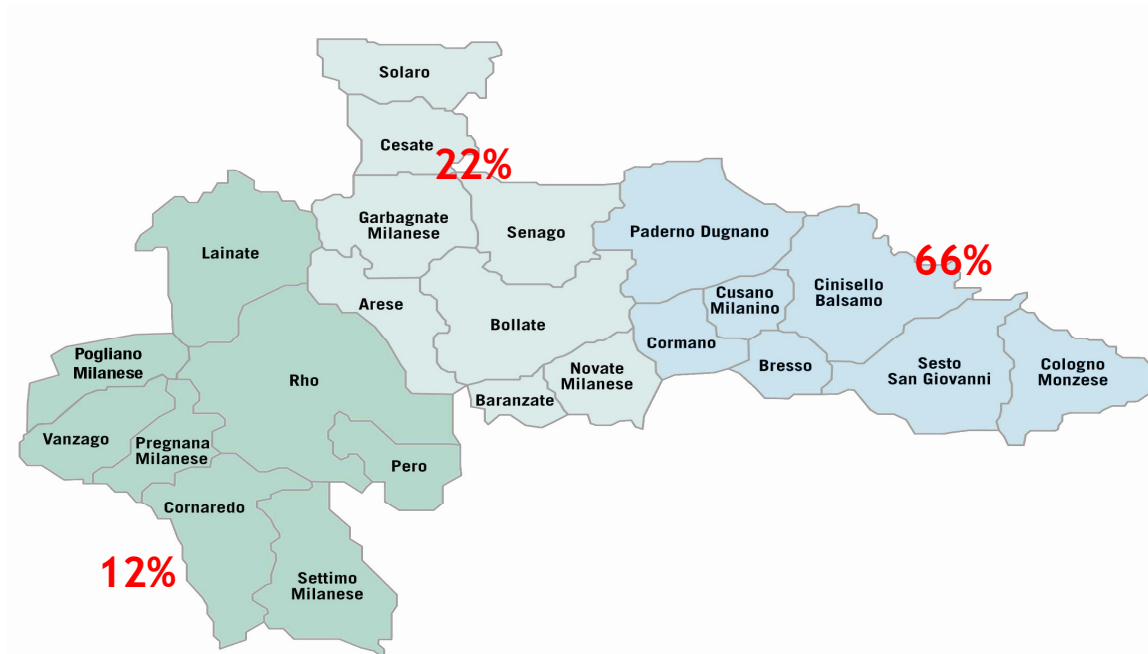 Solaro
Cesate
22%
Garbagnate
Milanese
Senago
Paderno Dugnano
Lainate
66%
Cinisello
Balsamo
Cusano
Milanino
Arese
Bollate
Cormano
Pogliano
Milanese
Rho
Novate
Milanese
Bresso
Sesto
San Giovanni
Cologno
Monzese
Baranzate
Vanzago
Pregnana
Milanese
Pero
Cornaredo
12%
Settimo
Milanese